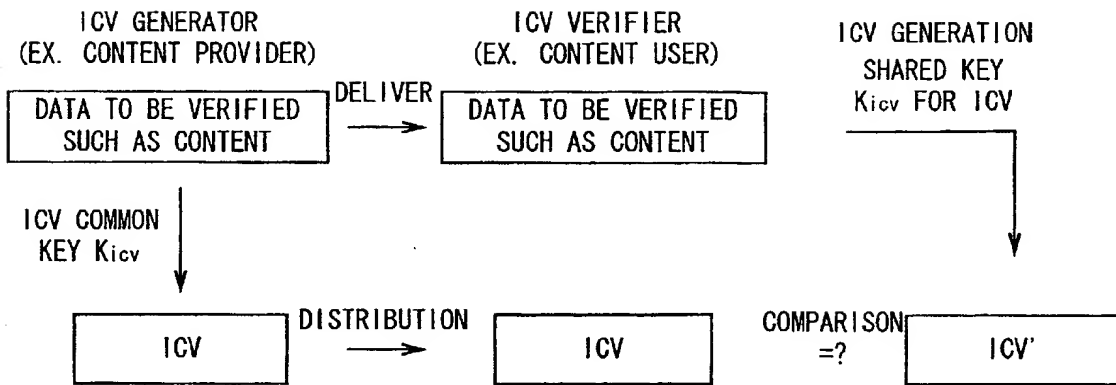 ICV GENERATOR
(EX. CONTENT PROVIDER)
ICV VERIFIER
(EX. CONTENT USER)
ICV GENERATION
SHARED KEY
Kicv FOR ICV
DATA TO BE VERIFIED
SUCH AS CONTENT
DELIVER
DATA TO BE VERIFIED
SUCH AS CONTENT
ICV COMMON
KEY Kicv
ICV
DISTRIBUTION
ICV
COMPARISON
=?
ICV'